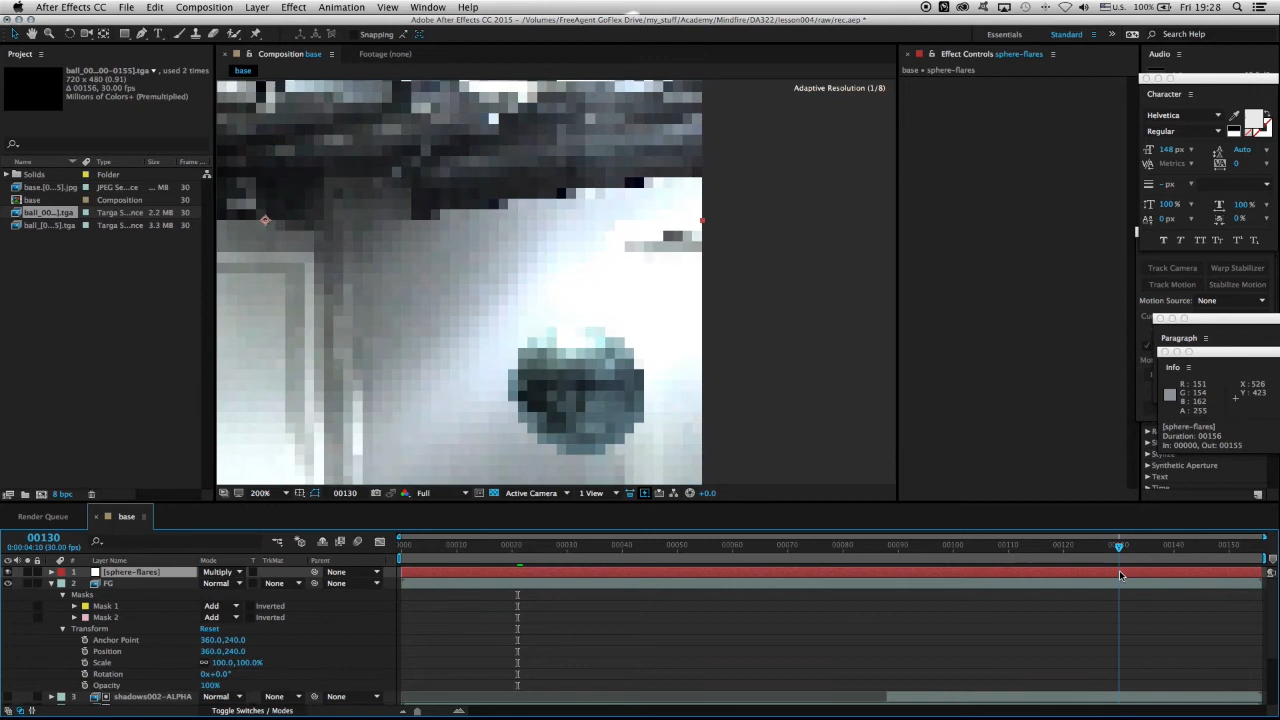 After Effects CC File Edit Composition Layer Effect Animation View Window Help U.S. 100% Fri 19:28
Adobe After Effects CC 2015 - /Volumes/FreeAgent GoFlex Drive/my_stuff/Academy/Mindfire/DA322/lesson004/raw/rec.aep *
Snapping Essentials Standard Search Help
Project Composition base Footage (none) Effect Controls sphere-flares Audio
base
base • sphere-flares
ball_00...00-0155].tga, used 2 times
720 x 480 (0.91)
Δ 00156, 30.00 fps
Millions of Colors+ (Premultiplied)
Adaptive Resolution (1/8)
Name Type Size Frame ...
Solids Folder
base.[0...5].jpg JPEG Se...ce ... MB 30
base Composition 30
ball_00...].tga Targa S...nce 2.2 MB 30
ball_[0...5].tga Targa S...nce 3.3 MB 30
Character
Helvetica
Regular
148 px Auto
Metrics 0
- px
100% 100%
0 px 0%
T T TT Tт T¹ T₁
Track Camera Warp Stabilizer
Track Motion Stabilize Motion
Motion Source: None
Paragraph
Info
R: 151 X: 526
G: 154 Y: 423
B: 162
A: 255
[sphere-flares]
Duration: 00156
In: 00000, Out: 00155
Stylize
Synthetic Aperture
Text
Time
8 bpc
200% 00130 Full Active Camera 1 View +0.0
Render Queue base
00130
0:00:04:10 (30.00 fps)
0000 00010 00020 00030 00040 00050 00060 00070 00080 00090 00100 00110 00120 00140 00150
# Layer Name Mode T TrkMat Parent
1 [sphere-flares] Multiply None
2 FG Normal None None
Masks
Mask 1 Add Inverted
Mask 2 Add Inverted
Transform Reset
Anchor Point 360.0,240.0
Position 360.0,240.0
Scale 100.0,100.0%
Rotation 0x+0.0°
Opacity 100%
3 shadows002-ALPHA Normal None None
Toggle Switches / Modes